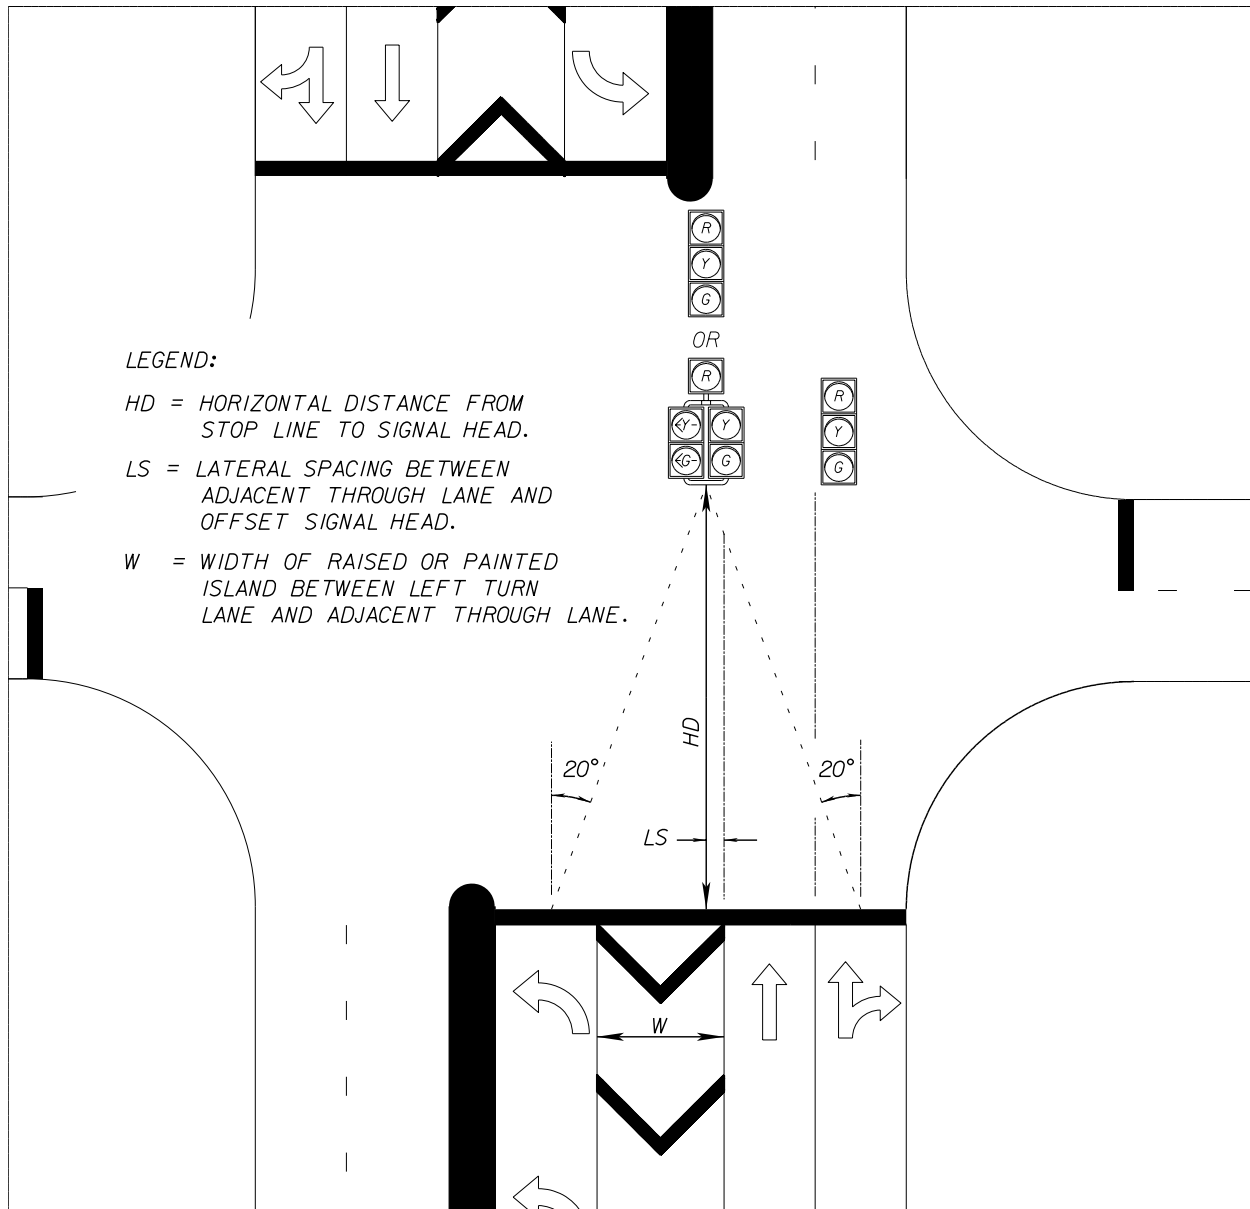 R
Y
G
OR
R
<Y-
Y
<G-
G
R
Y
G
LEGEND:
HD = HORIZONTAL DISTANCE FROM
STOP LINE TO SIGNAL HEAD.
LS = LATERAL SPACING BETWEEN
ADJACENT THROUGH LANE AND
OFFSET SIGNAL HEAD.
W = WIDTH OF RAISED OR PAINTED
ISLAND BETWEEN LEFT TURN
LANE AND ADJACENT THROUGH LANE.
HD
20°
20°
LS
W